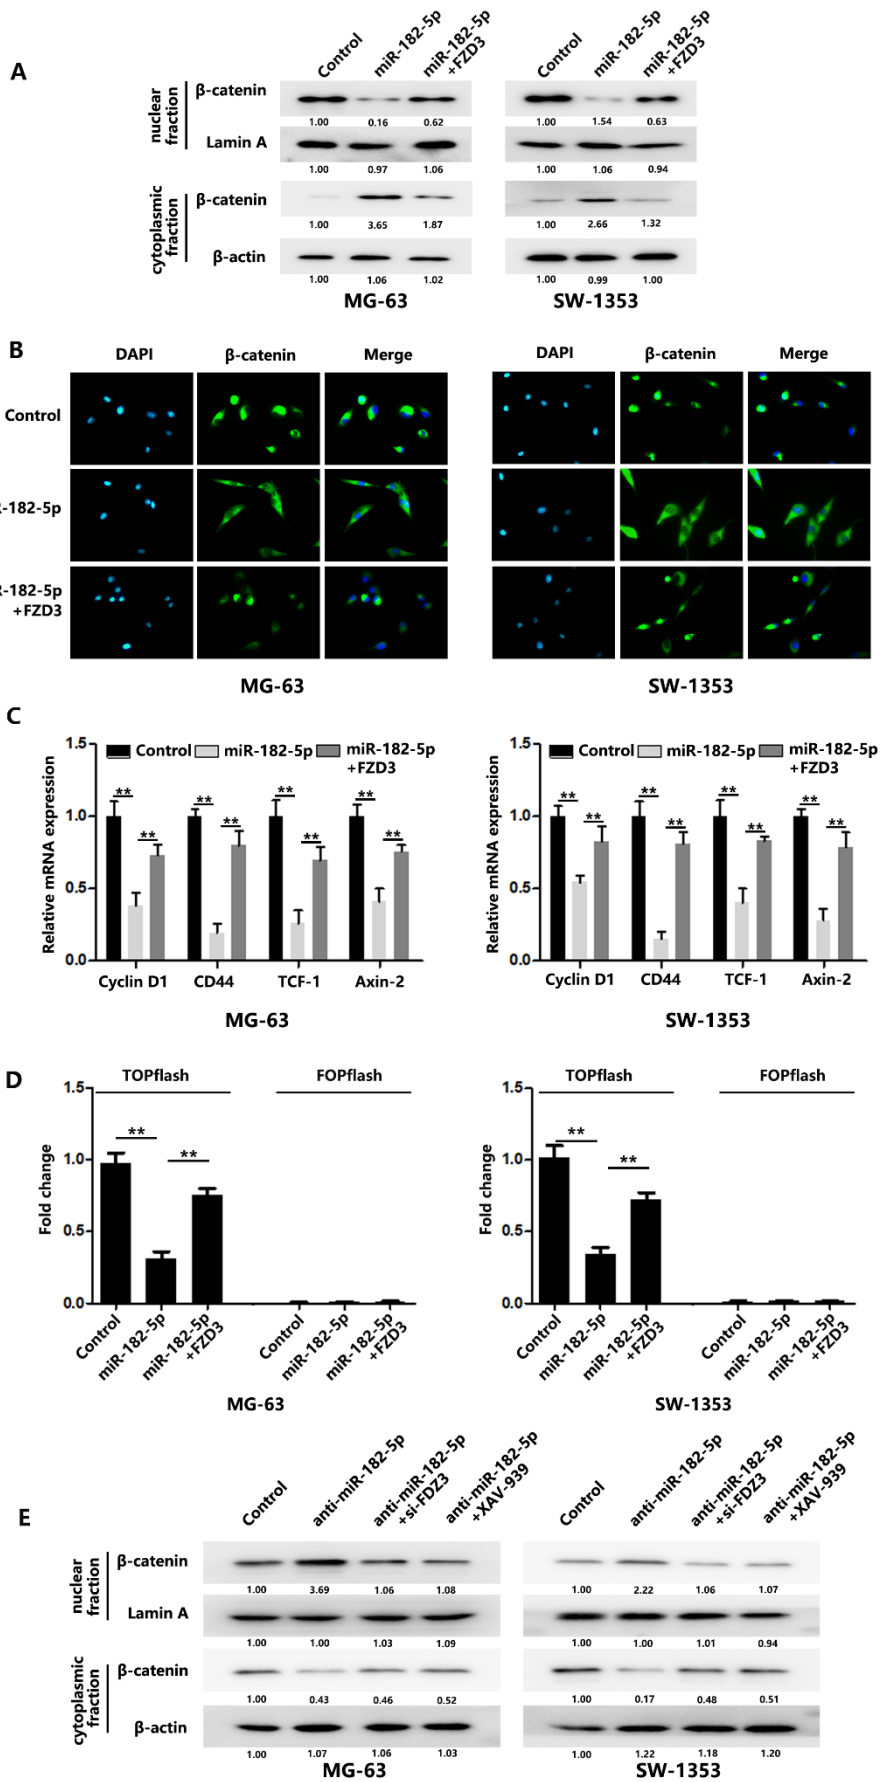 A
Control
miR-182-5p
miR-182-5p
+FZD3
Control
miR-182-5p
miR-182-5p
+FZD3
nuclear
fraction
β-catenin
1.00 0.16 0.62
1.00 1.54 0.63
Lamin A
1.00 0.97 1.06
1.00 1.06 0.94
cytoplasmic
fraction
β-catenin
1.00 3.65 1.87
1.00 2.66 1.32
β-actin
1.00 1.06 1.02
1.00 0.99 1.00
MG-63
SW-1353
B
DAPI β-catenin Merge
DAPI β-catenin Merge
Control
R-182-5p
R-182-5p
+FZD3
MG-63
SW-1353
C
Relative mRNA expression
1.5
1.0
0.5
0.0
Control miR-182-5p miR-182-5p
+FZD3
** ** ** **
** ** ** **
Cyclin D1 CD44 TCF-1 Axin-2
MG-63
Relative mRNA expression
1.5
1.0
0.5
0.0
Control miR-182-5p miR-182-5p
+FZD3
** ** ** **
** ** ** **
Cyclin D1 CD44 TCF-1 Axin-2
SW-1353
D
TOPflash FOPflash
Fold change
1.5
1.0
0.5
0.0
**
**
Control
miR-182-5p
miR-182-5p
+FZD3
Control
miR-182-5p
miR-182-5p
+FZD3
MG-63
TOPflash FOPflash
Fold change
1.5
1.0
0.5
0.0
**
**
Control
miR-182-5p
miR-182-5p
+FZD3
Control
miR-182-5p
miR-182-5p
+FZD3
SW-1353
E
Control
anti-miR-182-5p
anti-miR-182-5p
+si-FDZ3
anti-miR-182-5p
+XAV-939
Control
anti-miR-182-5p
anti-miR-182-5p
+si-FDZ3
anti-miR-182-5p
+XAV-939
nuclear
fraction
β-catenin
1.00 3.69 1.06 1.08
1.00 2.22 1.06 1.07
Lamin A
1.00 1.00 1.03 1.09
1.00 1.00 1.01 0.94
cytoplasmic
fraction
β-catenin
1.00 0.43 0.46 0.52
1.00 0.17 0.48 0.51
β-actin
1.00 1.07 1.06 1.03
1.00 1.22 1.18 1.20
MG-63
SW-1353